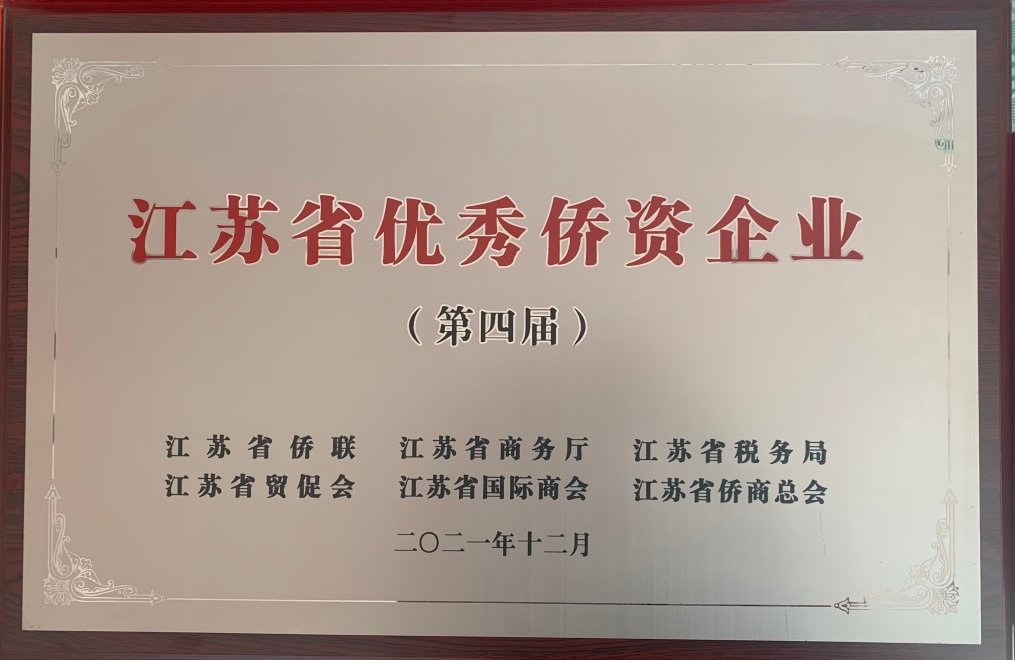 江苏省优秀侨资企业
（第四届）
江苏省侨联 江苏省商务厅 江苏省税务局
江苏省贸促会 江苏省国际商会 江苏省侨商总会
二〇二一年十二月